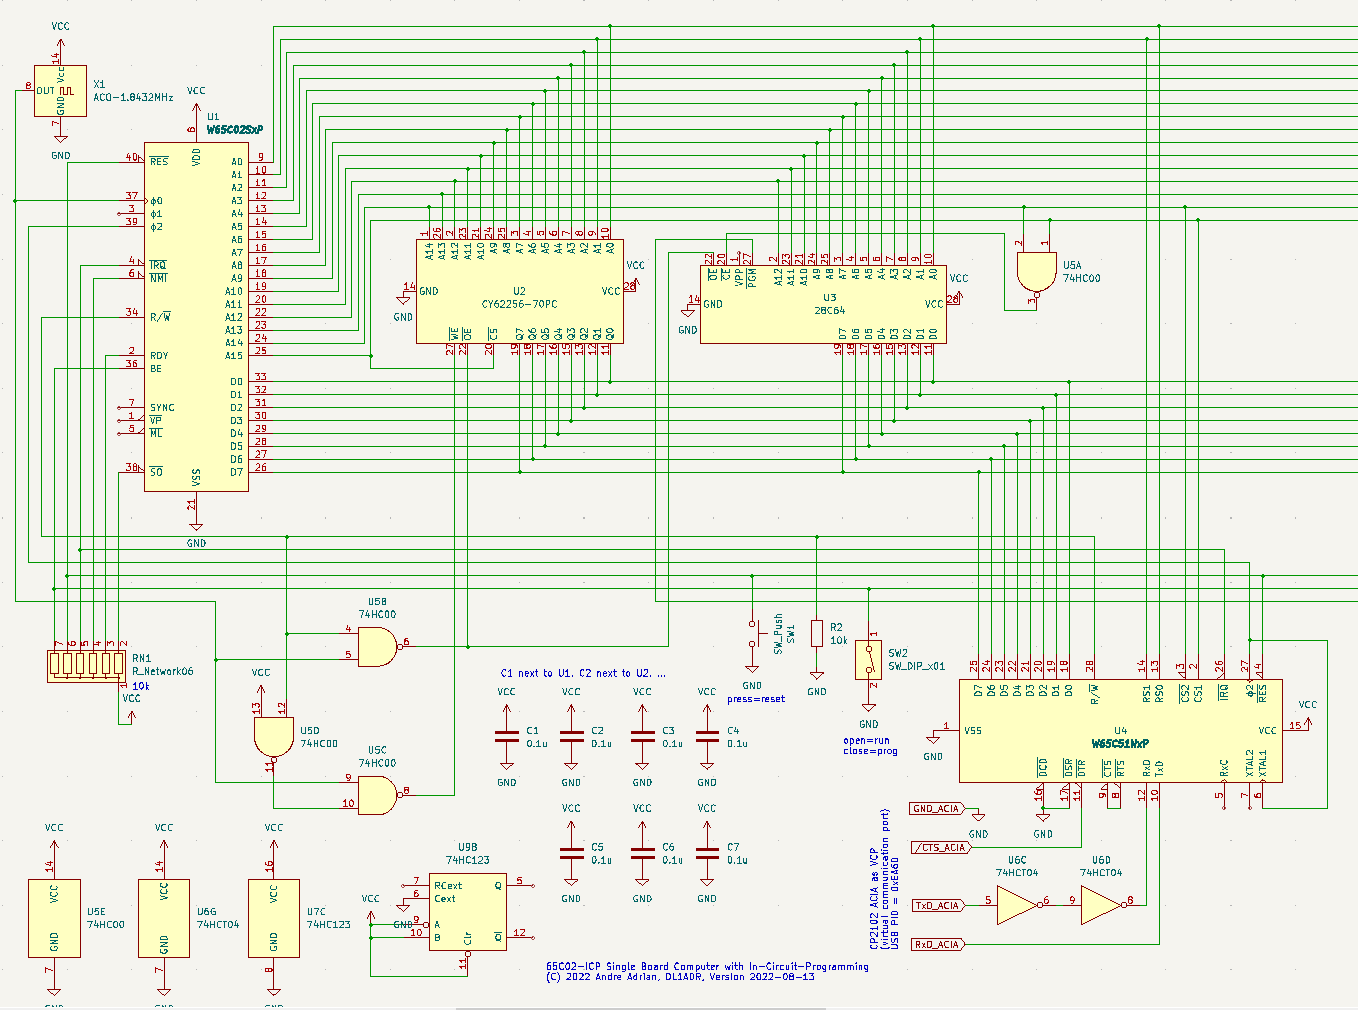 VCC
14
Vcc
8
OUT
GND
7
GND
X1
ACO-1.8432MHz
VCC
6
U1
W65C02SxP
VDD
40 RES
37 ϕ0
3 ϕ1
39 ϕ2
4 IRQ
6 NMI
34 R/W
2 RDY
36 BE
7 SYNC
1 VP
5 ML
38 SO
A0 9
A1 10
A2 11
A3 12
A4 13
A5 14
A6 15
A7 16
A8 17
A9 18
A10 19
A11 20
A12 22
A13 23
A14 24
A15 25
D0 33
D1 32
D2 31
D3 30
D4 29
D5 28
D6 27
D7 26
VSS
21
GND
1 26 2 23 21 24 25 3 4 5 6 7 8 9 10
A14 A13 A12 A11 A10 A9 A8 A7 A6 A5 A4 A3 A2 A1 A0
14 GND
GND
U2
CY62256-70PC
VCC 28
VCC
WE OE CS Q7 Q6 Q5 Q4 Q3 Q2 Q1 Q0
27 22 20 19 18 17 16 15 13 12 11
22 20 1 27 2 23 21 24 25 3 4 5 6 7 8 9 10
OE CE VPP PGM A12 A11 A10 A9 A8 A7 A6 A5 A4 A3 A2 A1 A0
14 GND
GND
U3
28C64
VCC 28
VCC
D7 D6 D5 D4 D3 D2 D1 D0
19 18 17 16 15 13 12 11
2 1
U5A
74HC00
3
7 6 5 4 3 2
RN1
R_Network06
10k
1
VCC
U5B
74HC00
4
5
6
VCC
13 12
U5D
74HC00
11
U5C
74HC00
9
10
8
C1 next to U1. C2 next to U2. ...
VCC
C1
0.1u
GND
VCC
C2
0.1u
GND
VCC
C3
0.1u
GND
VCC
C4
0.1u
GND
VCC
C5
0.1u
GND
VCC
C6
0.1u
GND
VCC
C7
0.1u
GND
SW_Push
SW1
GND
press=reset
R2
10k
GND
1
SW2
SW_DIP_x01
2
GND
open=run
close=prog
25 24 23 22 21 20 19 18 28 14 13 3 2 26 27 4
D7 D6 D5 D4 D3 D2 D1 D0 R/W RS1 RS0 CS2 CS1 IRQ ϕ2 RES
1 VSS
GND
U4
W65C51NxP
VCC 15
VCC
DCD DSR DTR CTS RTS RxD TxD RxC XTAL2 XTAL1
16 17 11 9 8 12 10 5 7 6
GND
GND_ACIA
GND
/CTS_ACIA
TxD_ACIA
RxD_ACIA
U6C
74HCT04
5 6
U6D
74HCT04
9 8
CP2102 ACIA as VCP
(virtual communication port)
USB PID = 0xEA60
VCC
14
VCC
GND
7
U5E
74HC00
VCC
14
VCC
GND
7
U6G
74HCT04
VCC
16
VCC
GND
8
U7C
74HC123
U9B
74HC123
7 RCext
6 Cext
GND
VCC
9 A
10 B
Clr
11
Q 5
Q 12
65C02-ICP Single Board Computer with In-Circuit-Programming
(C) 2022 Andre Adrian, DL1ADR, Version 2022-08-13